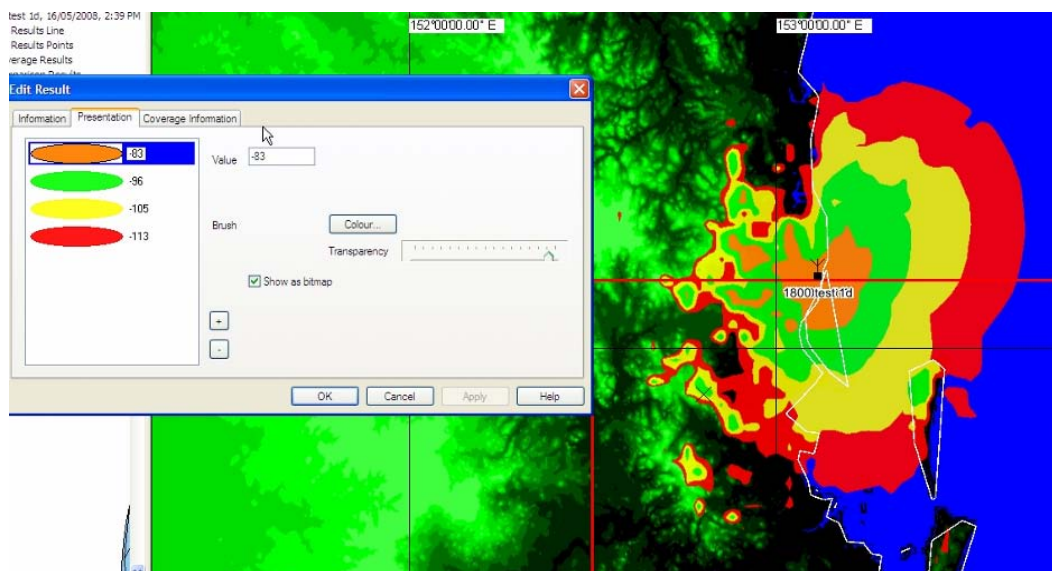 test 1d, 16/05/2008, 2:39 PM
Results Line
Results Points
verage Results
152°00'00.00" E
153°00'00.00" E
Edit Result
Information
Presentation
Coverage Information
-83
-96
-105
-113
Value
-83
Brush
Colour...
Transparency
Show as bitmap
+
-
OK
Cancel
Apply
Help